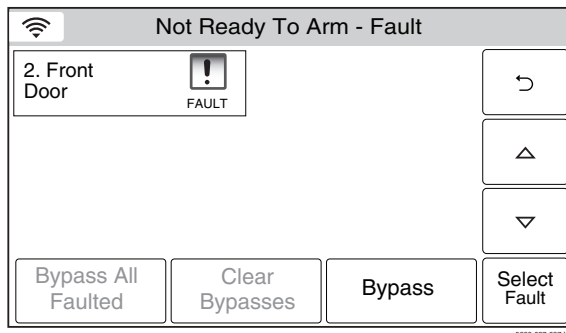 Not Ready To Arm - Fault
2. Front
Door
FAULT
Bypass All
Faulted
Clear
Bypasses
Bypass
Select
Fault